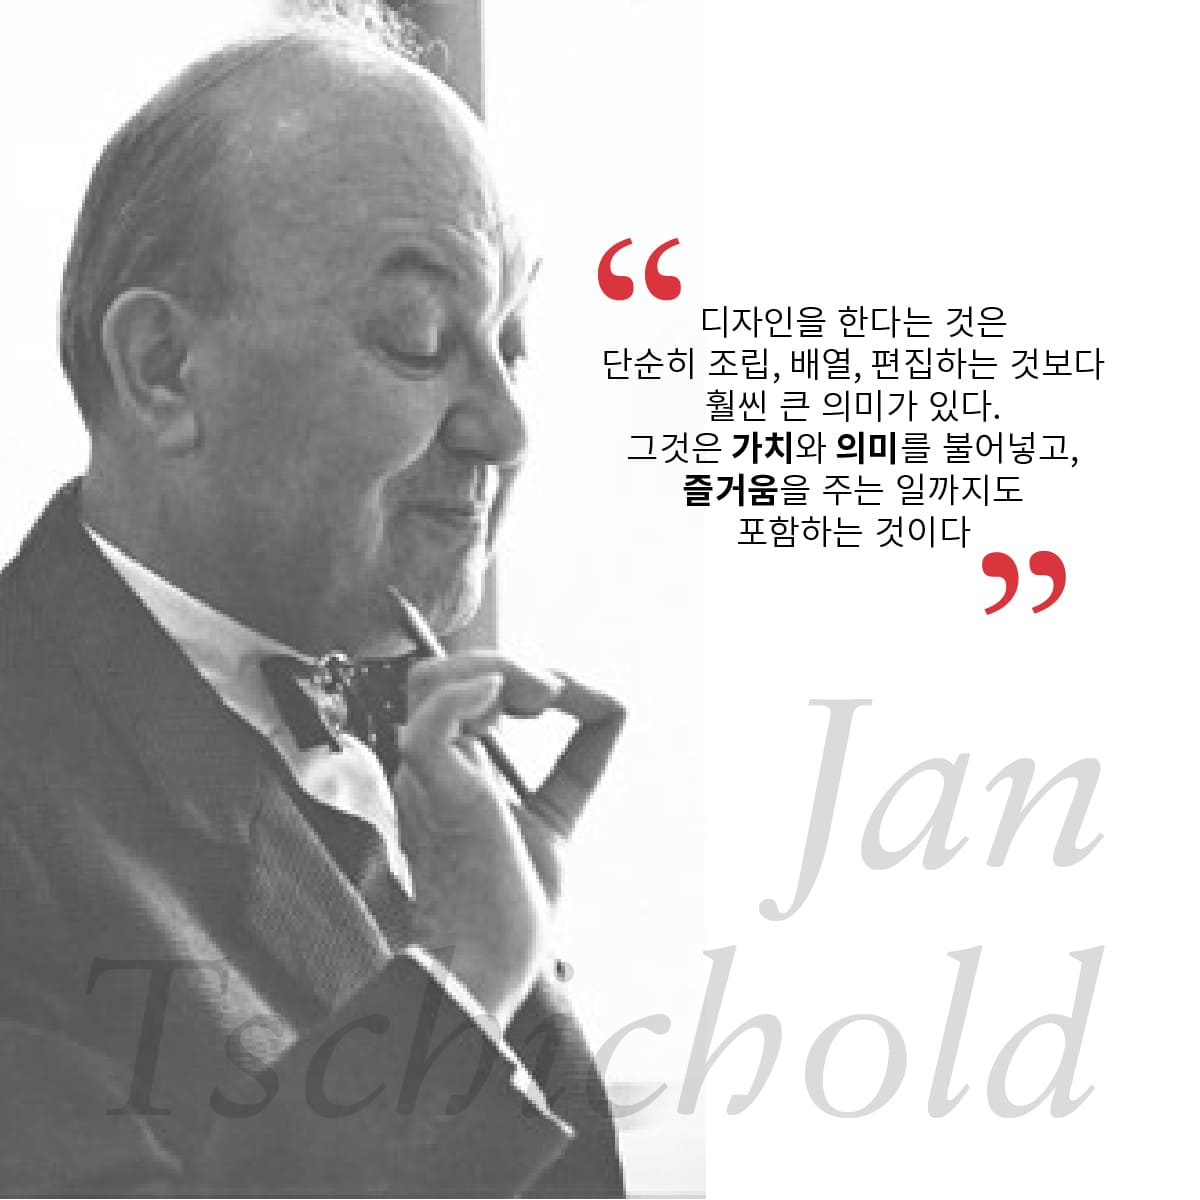 “
디자인을 한다는 것은
단순히 조립, 배열, 편집하는 것보다
훨씬 큰 의미가 있다.
그것은 가치와 의미를 불어넣고,
즐거움을 주는 일까지도
포함하는 것이다
”
Jan
Tschichold